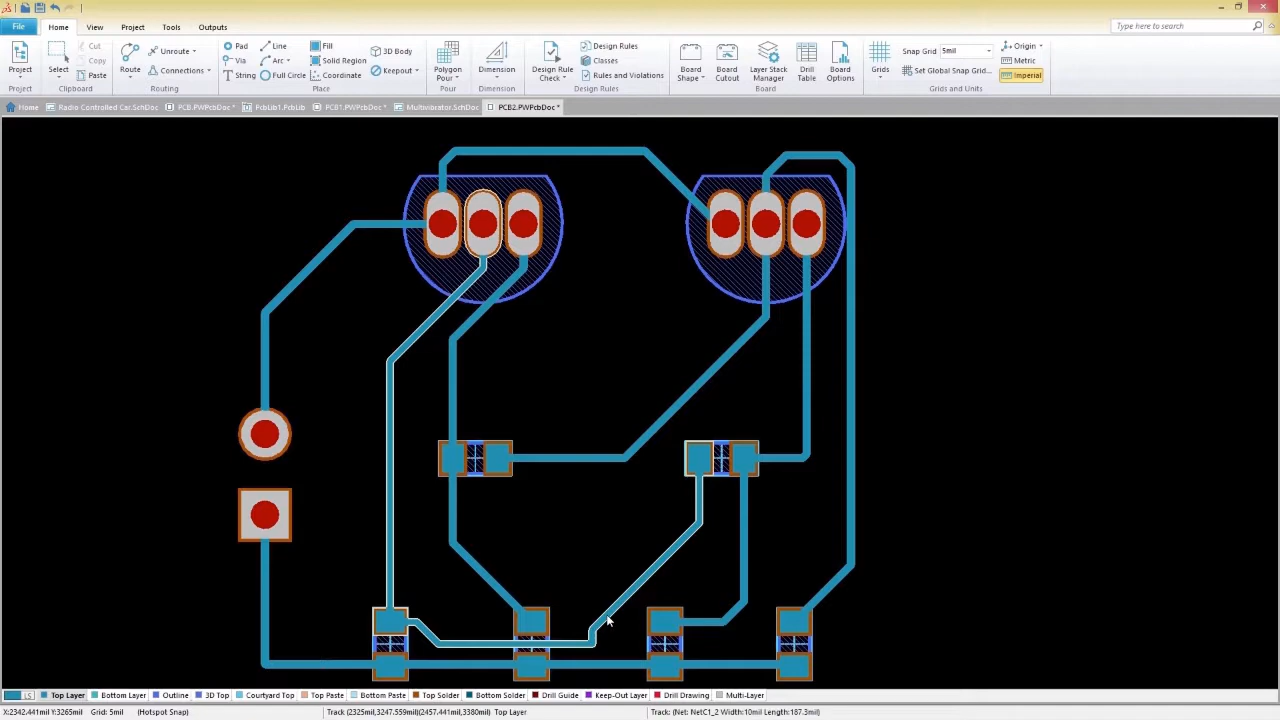 File Home View Project Tools Outputs Type here to search
Project Select Cut Copy Paste Route Unroute Connections Pad Via String Line Arc Full Circle Fill Solid Region Coordinate 3D Body Keepout Polygon Pour Dimension Design Rule Check Design Rules Classes Rules and Violations Board Shape Board Cutout Layer Stack Manager Drill Table Board Options Grids Snap Grid 5mil Set Global Snap Grid... Origin Metric Imperial
Project Clipboard Routing Place Pour Dimension Design Rules Board Grids and Units
Home Radio Controlled Car.SchDoc PCB.PWPcbDoc * PcbLib1.PcbLib PCB1.PWPcbDoc * Multivibrator.SchDoc PCB2.PWPcbDoc *
LS Top Layer Bottom Layer Outline 3D Top Courtyard Top Top Paste Bottom Paste Top Solder Bottom Solder Drill Guide Keep-Out Layer Drill Drawing Multi-Layer
X:2342.441mil Y:3265mil Grid: 5mil (Hotspot Snap) Track (2325mil,3247.559mil)(2457.441mil,3380mil) Top Layer Track: (Net: NetC1_2 Width:10mil Length:187.3mil)